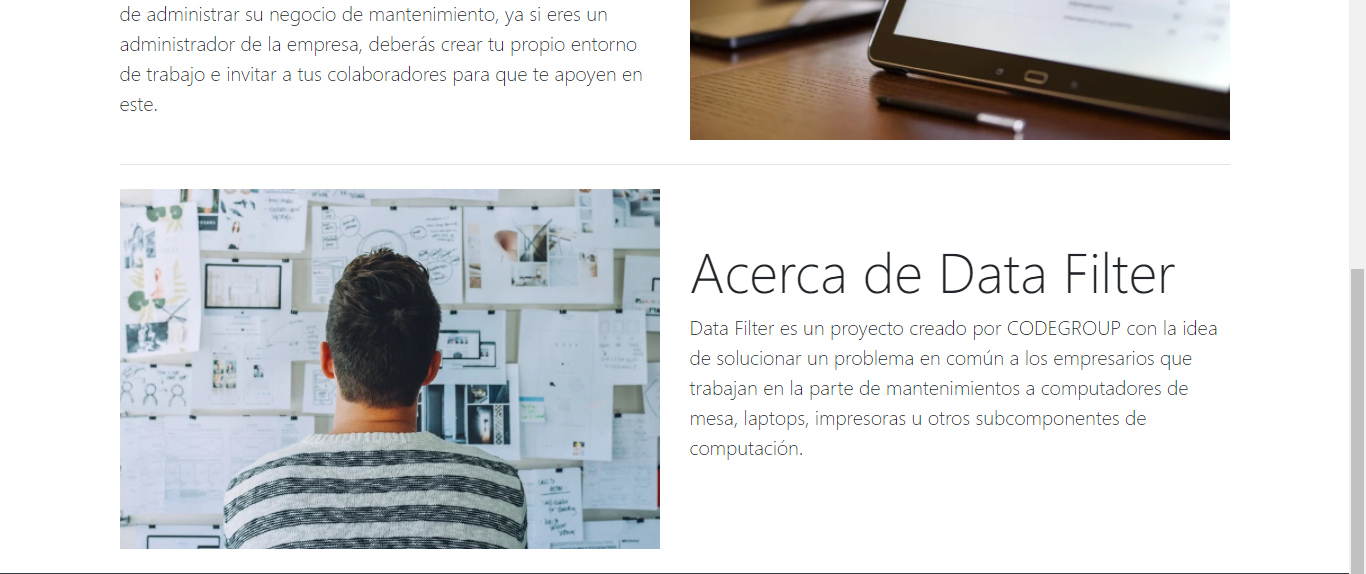 de administrar su negocio de mantenimiento, ya si eres un
administrador de la empresa, deberás crear tu propio entorno
de trabajo e invitar a tus colaboradores para que te apoyen en
este.
Acerca de Data Filter
Data Filter es un proyecto creado por CODEGROUP con la idea
de solucionar un problema en común a los empresarios que
trabajan en la parte de mantenimientos a computadores de
mesa, laptops, impresoras u otros subcomponentes de
computación.